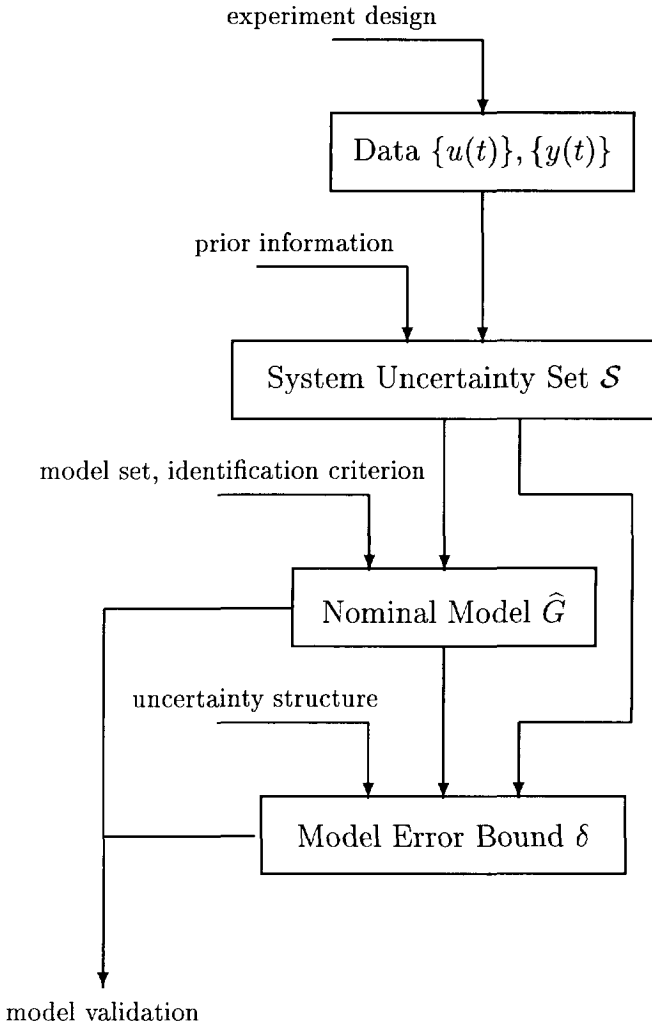 experiment design
Data {u(t)}, {y(t)}
prior information
System Uncertainty Set 𝒮
model set, identification criterion
Nominal Model Ĝ
uncertainty structure
Model Error Bound δ
model validation